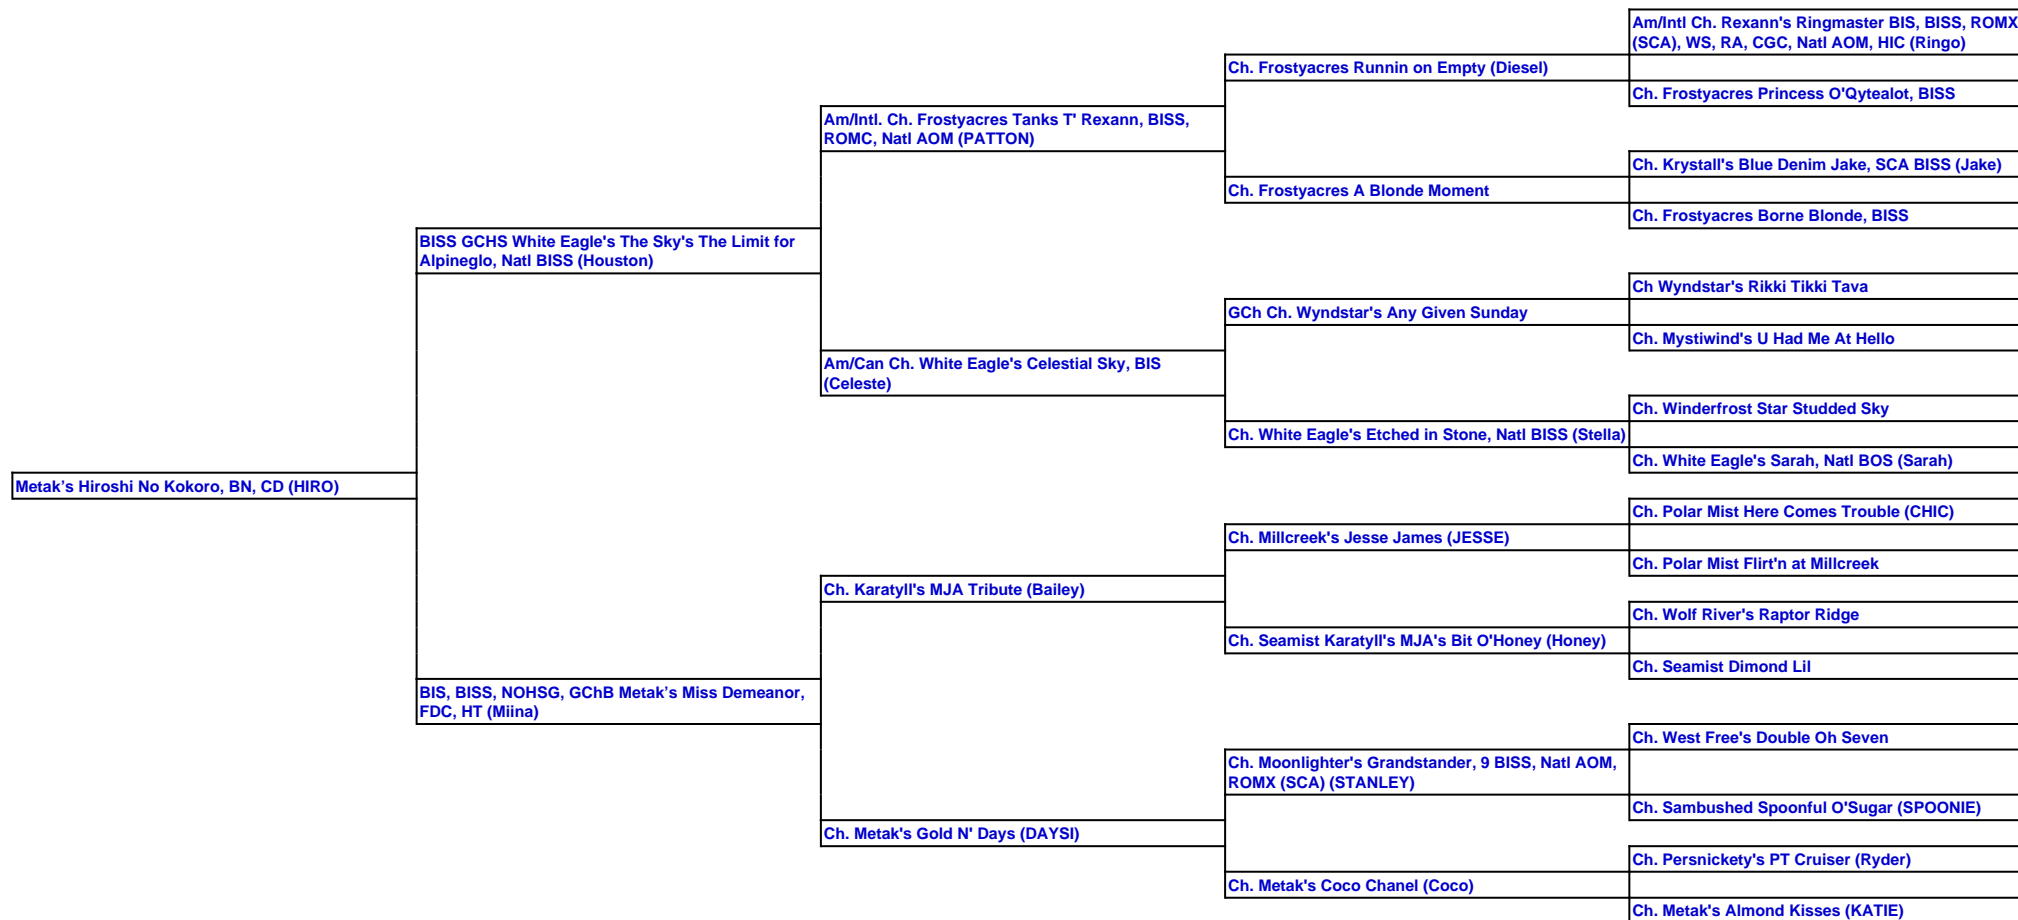 Am/Intl Ch. Rexann's Ringmaster BIS, BISS, ROMX
(SCA), WS, RA, CGC, Natl AOM, HIC (Ringo)
Ch. Frostyacres Runnin on Empty (Diesel)
Ch. Frostyacres Princess O'Qytealot, BISS
Am/Intl. Ch. Frostyacres Tanks T' Rexann, BISS,
ROMC, Natl AOM (PATTON)
Ch. Krystall's Blue Denim Jake, SCA BISS (Jake)
Ch. Frostyacres A Blonde Moment
Ch. Frostyacres Borne Blonde, BISS
BISS GCHS White Eagle's The Sky's The Limit for
Alpineglo, Natl BISS (Houston)
Ch Wyndstar's Rikki Tikki Tava
GCh Ch. Wyndstar's Any Given Sunday
Ch. Mystiwind's U Had Me At Hello
Am/Can Ch. White Eagle's Celestial Sky, BIS
(Celeste)
Ch. Winderfrost Star Studded Sky
Ch. White Eagle's Etched in Stone, Natl BISS (Stella)
Ch. White Eagle's Sarah, Natl BOS (Sarah)
Metak’s Hiroshi No Kokoro, BN, CD (HIRO)
Ch. Polar Mist Here Comes Trouble (CHIC)
Ch. Millcreek's Jesse James (JESSE)
Ch. Polar Mist Flirt'n at Millcreek
Ch. Karatyll's MJA Tribute (Bailey)
Ch. Wolf River's Raptor Ridge
Ch. Seamist Karatyll's MJA's Bit O'Honey (Honey)
Ch. Seamist Dimond Lil
BIS, BISS, NOHSG, GChB Metak’s Miss Demeanor,
FDC, HT (Miina)
Ch. West Free's Double Oh Seven
Ch. Moonlighter's Grandstander, 9 BISS, Natl AOM,
ROMX (SCA) (STANLEY)
Ch. Sambushed Spoonful O'Sugar (SPOONIE)
Ch. Metak's Gold N' Days (DAYSI)
Ch. Persnickety's PT Cruiser (Ryder)
Ch. Metak's Coco Chanel (Coco)
Ch. Metak's Almond Kisses (KATIE)